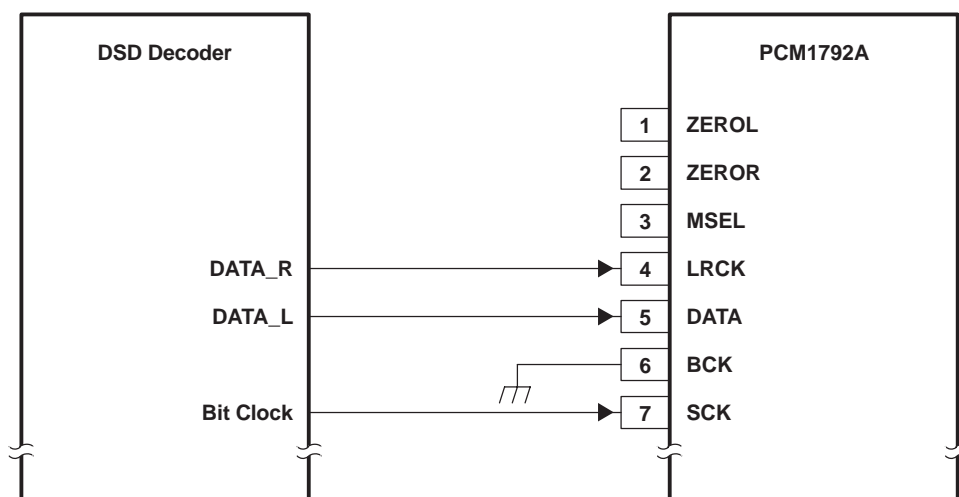 DSD Decoder
PCM1792A
1 ZEROL
2 ZEROR
3 MSEL
DATA_R 4 LRCK
DATA_L 5 DATA
6 BCK
Bit Clock 7 SCK